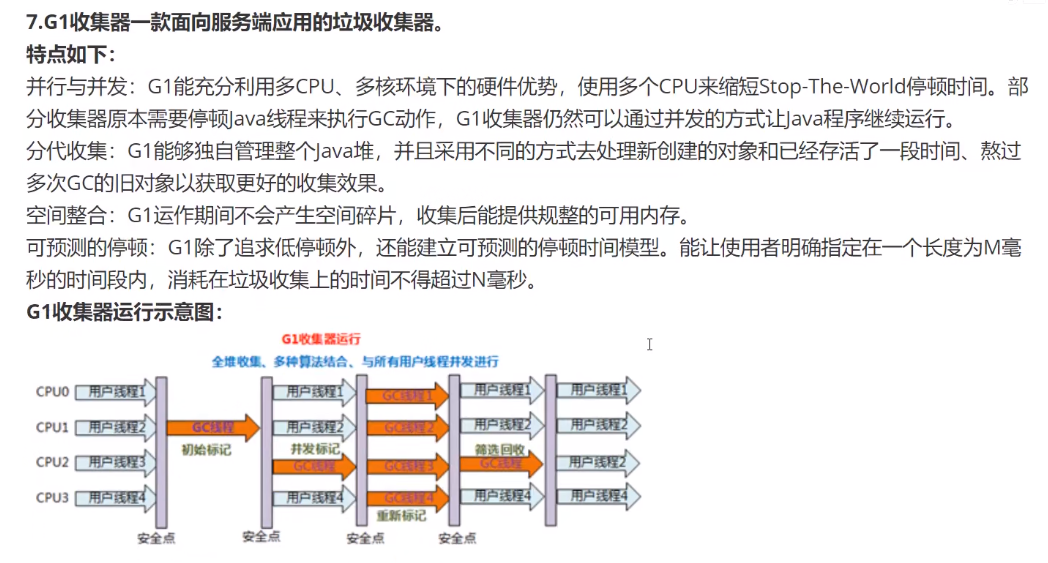 7.G1收集器一款面向服务端应用的垃圾收集器。
特点如下：
并行与并发：G1能充分利用多CPU、多核环境下的硬件优势，使用多个CPU来缩短Stop-The-World停顿时间。部
分收集器原本需要停顿Java线程来执行GC动作，G1收集器仍然可以通过并发的方式让Java程序继续运行。
分代收集：G1能够独自管理整个Java堆，并且采用不同的方式去处理新创建的对象和已经存活了一段时间、熬过
多次GC的旧对象以获取更好的收集效果。
空间整合：G1运作期间不会产生空间碎片，收集后能提供规整的可用内存。
可预测的停顿：G1除了追求低停顿外，还能建立可预测的停顿时间模型。能让使用者明确指定在一个长度为M毫
秒的时间段内，消耗在垃圾收集上的时间不得超过N毫秒。
G1收集器运行示意图：
G1收集器运行
全堆收集、多种算法结合、与所有用户线程并发进行
CPU0 用户线程1 用户线程1 GC线程1 用户线程1 用户线程1
CPU1 用户线程2 GC线程 用户线程2 GC线程2 用户线程2 用户线程2
初始标记 并发标记 筛选回收
CPU2 用户线程3 GC线程 GC线程3 GC线程 用户线程2
CPU3 用户线程4 用户线程4 GC线程4 用户线程4 用户线程4
重新标记
安全点 安全点 安全点 安全点